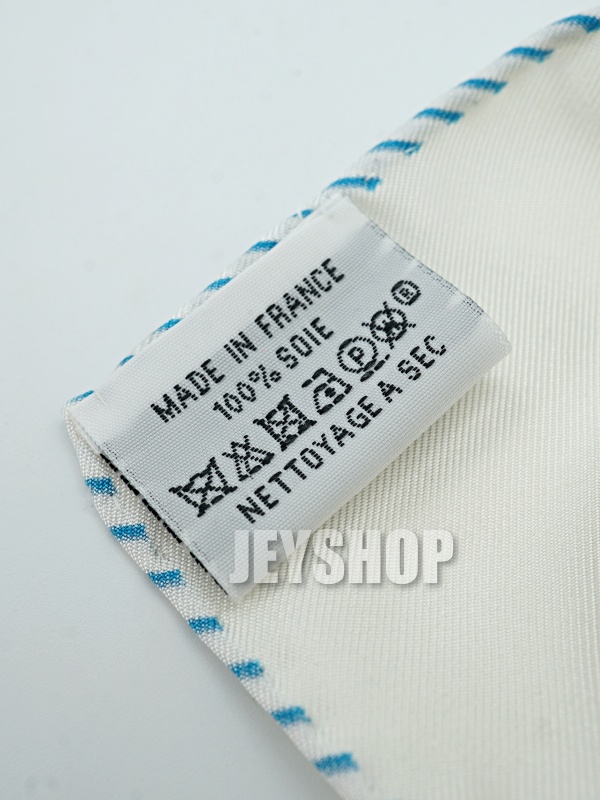 MADE IN FRANCE
100% SOIE
P W ®
NETTOYAGE A SEC
JEYSHOP